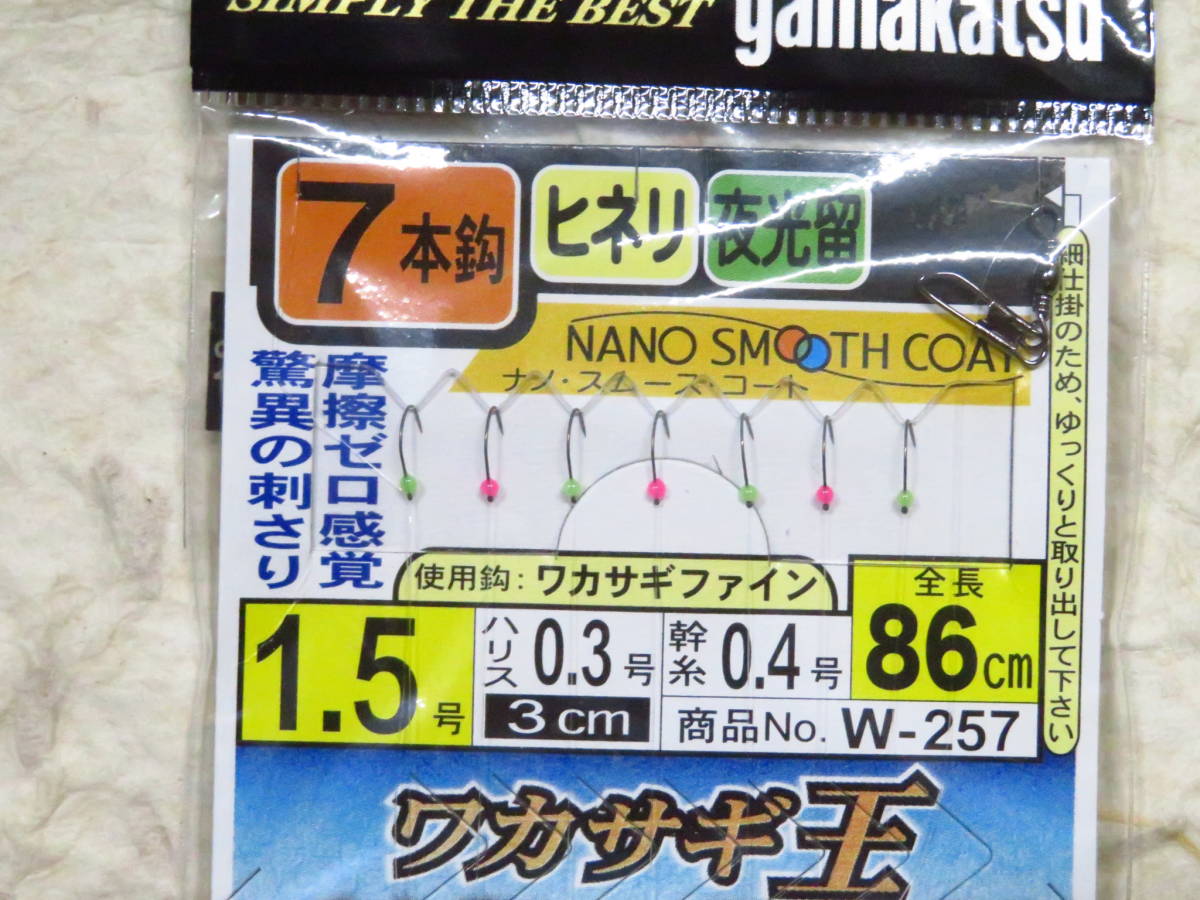 SIMPLY THE BEST
gamakatsu
7本鈎
ヒネリ
夜光留
NANO SMOOTH COAT
ナノ・スムース・コート
摩擦ゼロ感覚
驚異の刺さり
細仕掛のため、ゆっくりと取り出して下さい
使用鈎:ワカサギファイン
全長
86cm
1.5号
ハリス 0.3号
3cm
幹糸 0.4号
商品No. W-257
ワカサギ王